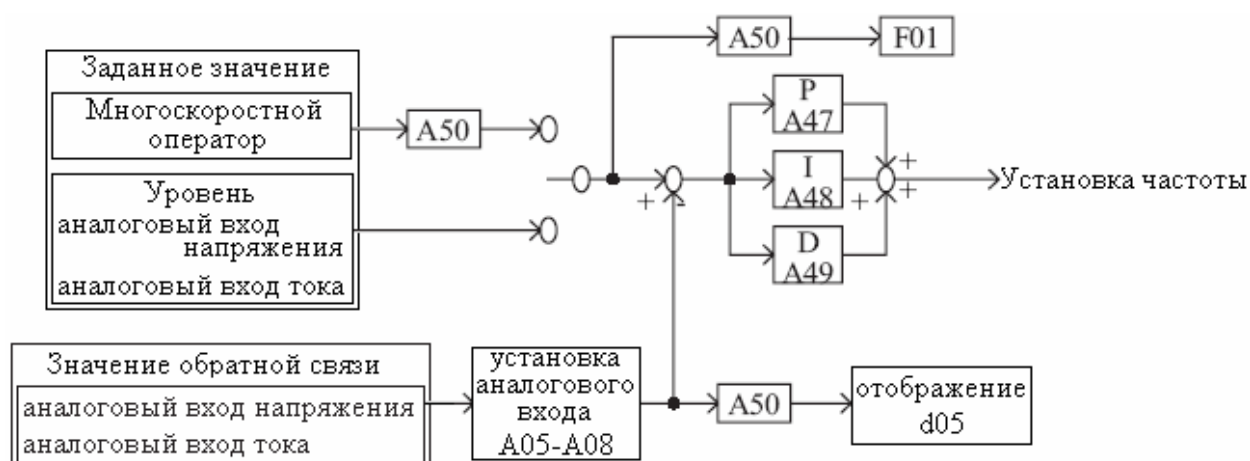 A50
F01
Заданное значение
Многоскоростной
оператор
A50
P
A47
Уровень
аналоговый вход
напряжения
аналоговый вход тока
I
A48
D
A49
+
-
+
+
+
Установка частоты
Значение обратной связи
аналоговый вход напряжения
аналоговый вход тока
установка
аналогового
входа
A05-A08
A50
отображение
d05